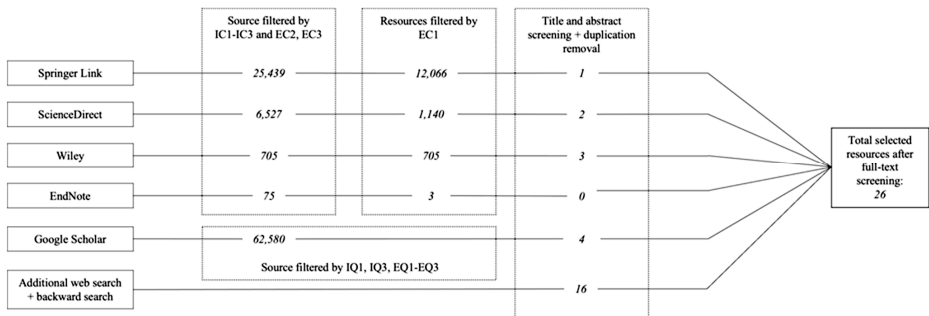 Source filtered by
IC1-IC3 and EC2, EC3
Resources filtered by
EC1
Title and abstract
screening + duplication
removal
Springer Link
25,439
12,066
1
ScienceDirect
6,527
1,140
2
Wiley
705
705
3
EndNote
75
3
0
Google Scholar
62,580
4
Source filtered by IQ1, IQ3, EQ1-EQ3
Additional web search
+ backward search
16
Total selected
resources after
full-text
screening:
26